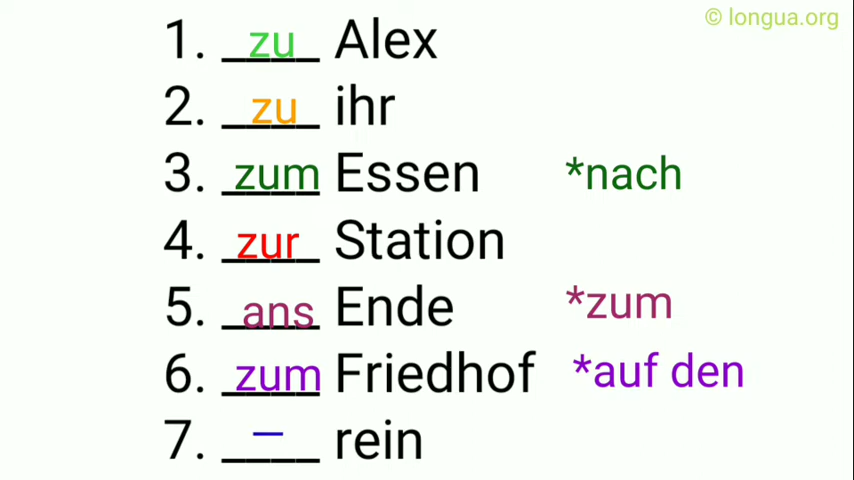 © longua.org
1. zu Alex
2. zu ihr
3. zum Essen *nach
4. zur Station
5. ans Ende *zum
6. zum Friedhof *auf den
7. – rein